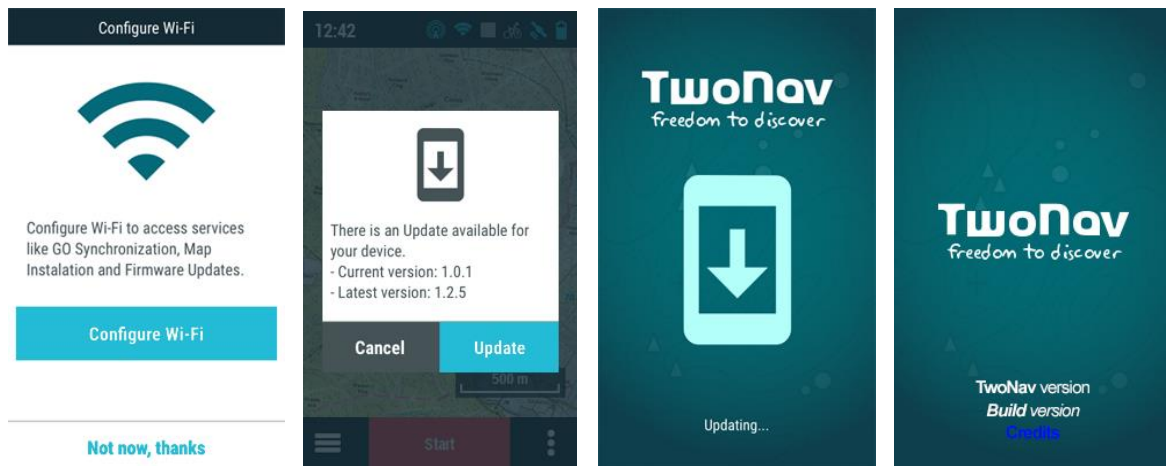 Configure Wi-Fi
Configure Wi-Fi to access services
like GO Synchronization, Map
Instalation and Firmware Updates.
Configure Wi-Fi
Not now, thanks
12:42
There is an Update available for
your device.
- Current version: 1.0.1
- Latest version: 1.2.5
Cancel
Update
500 m
Start
TwoNav
freedom to discover
Updating...
TwoNav
freedom to discover
TwoNav version
Build version
Credits